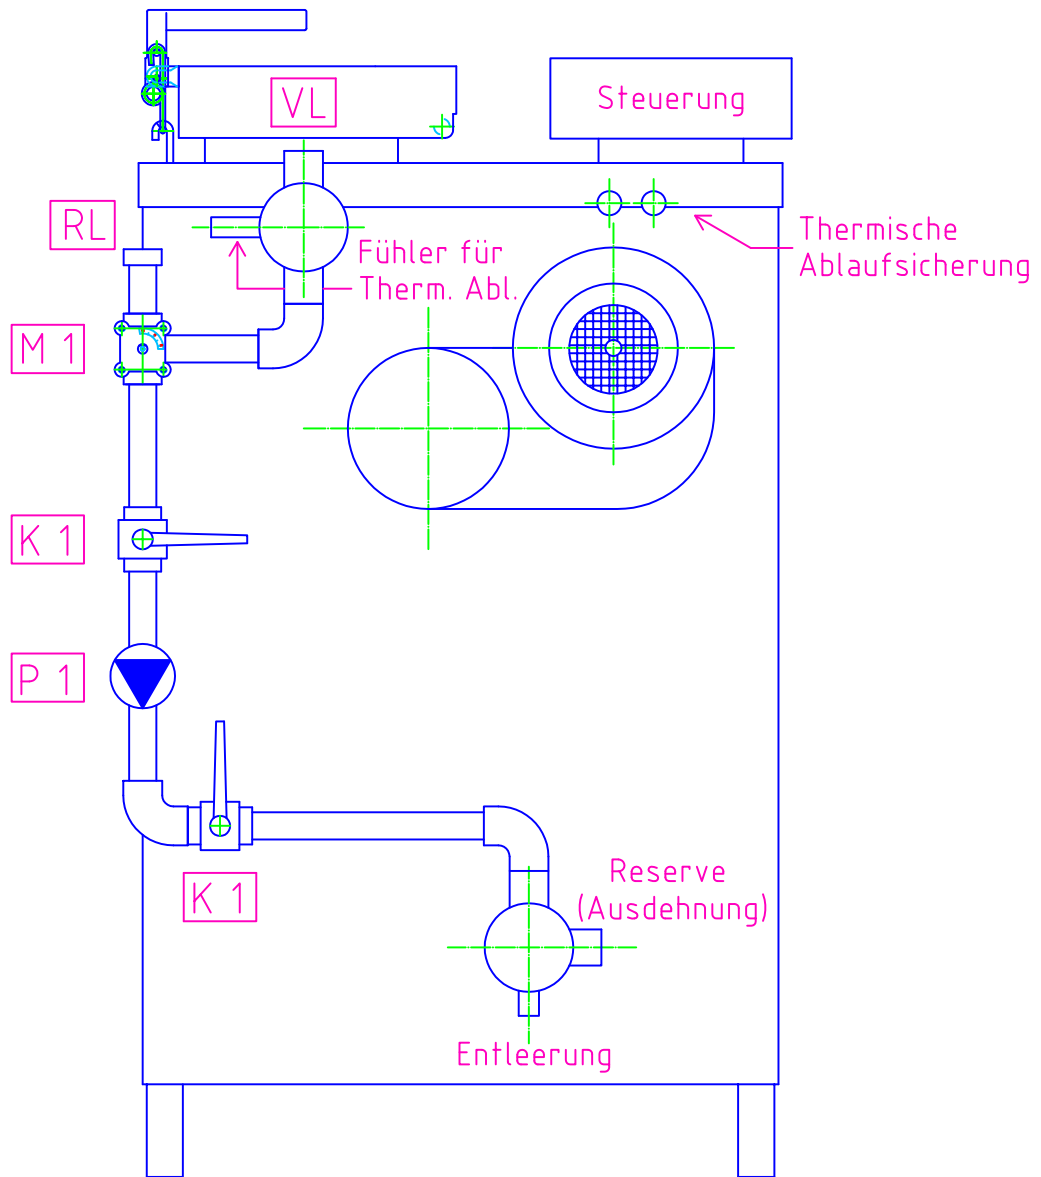 VL
Steuerung
RL
Thermische
Ablaufsicherung
Fühler für
Therm. Abl.
M 1
K 1
P 1
K 1
Reserve
(Ausdehnung)
Entleerung